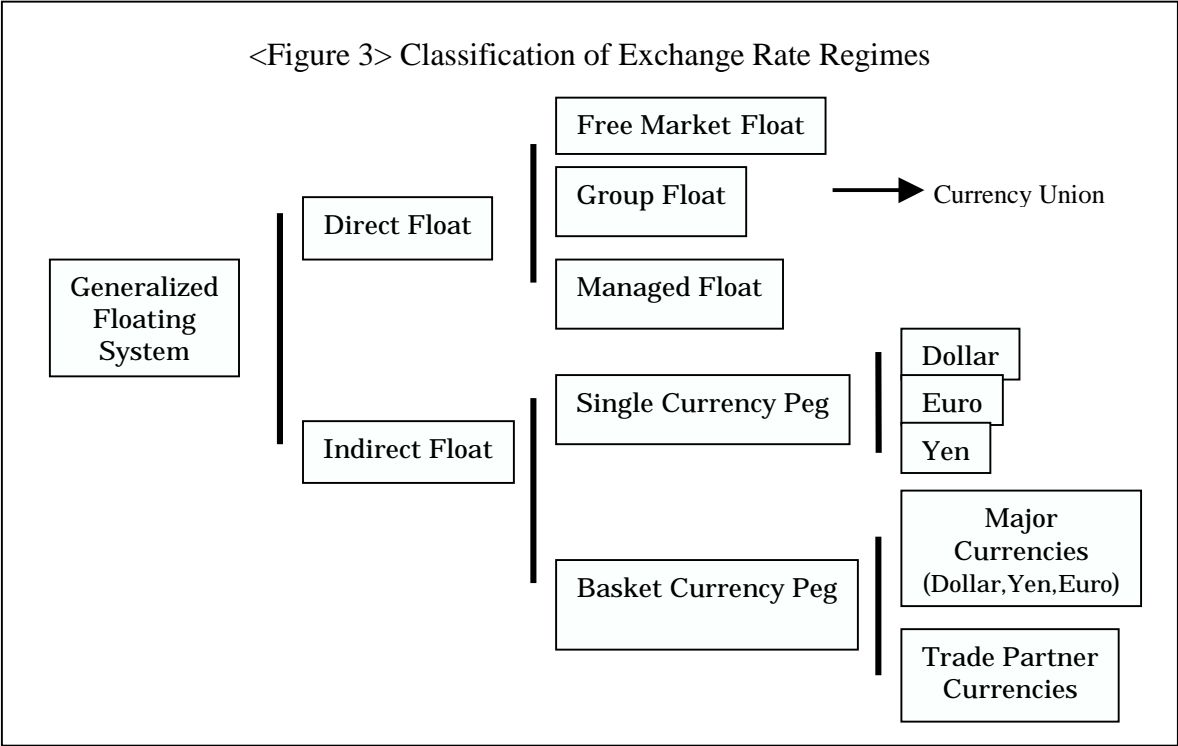 <Figure 3> Classification of Exchange Rate Regimes
Free Market Float
Group Float
Currency Union
Direct Float
Managed Float
Generalized
Floating
System
Dollar
Single Currency Peg
Euro
Indirect Float
Yen
Major
Currencies
(Dollar,Yen,Euro)
Basket Currency Peg
Trade Partner
Currencies